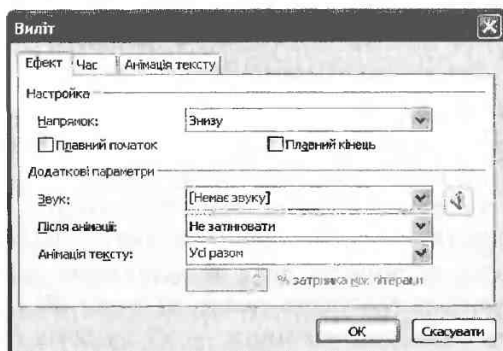 Виліт
Ефект Час Анімація тексту
Настройка
Напрямок: Знизу
Плавний початок Плавний кінець
Додаткові параметри
Звук: [Немає звуку]
Після анімації: Не затінювати
Анімація тексту: Усі разом
% затримка між літерами
ОК Скасувати